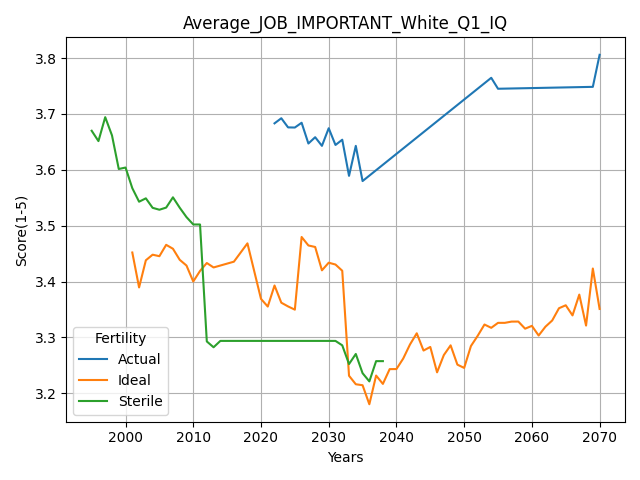 Average_JOB_IMPORTANT_White_Q1_IQ
3.8
3.7
3.6
3.5
3.4
3.3
3.2
Score(1-5)
Fertility
Actual
Ideal
Sterile
2000 2010 2020 2030 2040 2050 2060 2070
Years